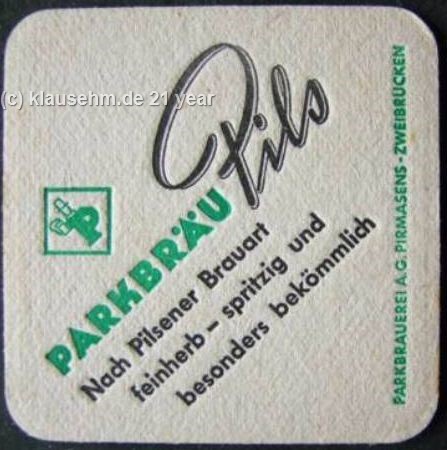 (c) klausehm.de 21 year
Pils
P
PARKBRÄU
Nach Pilsener Brauart
feinherb – spritzig und
besonders bekömmlich
PARKBRAUEREI A.G. PIRMASENS - ZWEIBRÜCKEN